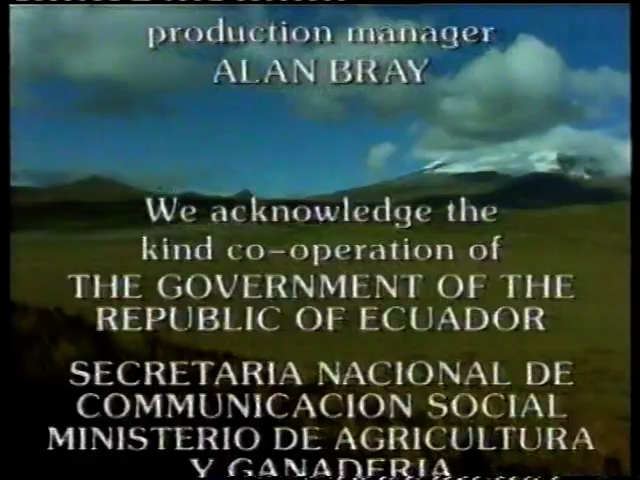 production manager
ALAN BRAY
We acknowledge the
kind co-operation of
THE GOVERNMENT OF THE
REPUBLIC OF ECUADOR
SECRETARIA NACIONAL DE
COMMUNICACION SOCIAL
MINISTERIO DE AGRICULTURA
Y GANADERIA